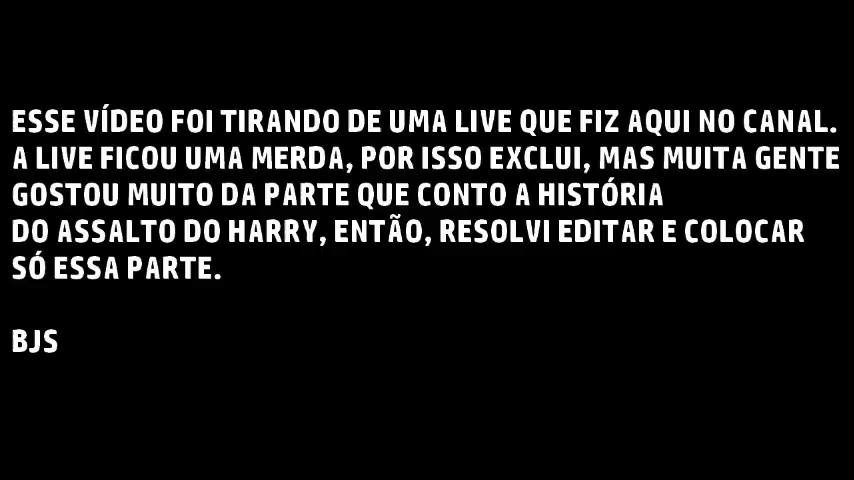 ESSE VÍDEO FOI TIRANDO DE UMA LIVE QUE FIZ AQUI NO CANAL.
A LIVE FICOU UMA MERDA, POR ISSO EXCLUI, MAS MUITA GENTE
GOSTOU MUITO DA PARTE QUE CONTO A HISTÓRIA
DO ASSALTO DO HARRY, ENTÃO, RESOLVI EDITAR E COLOCAR
SÓ ESSA PARTE.
BJS